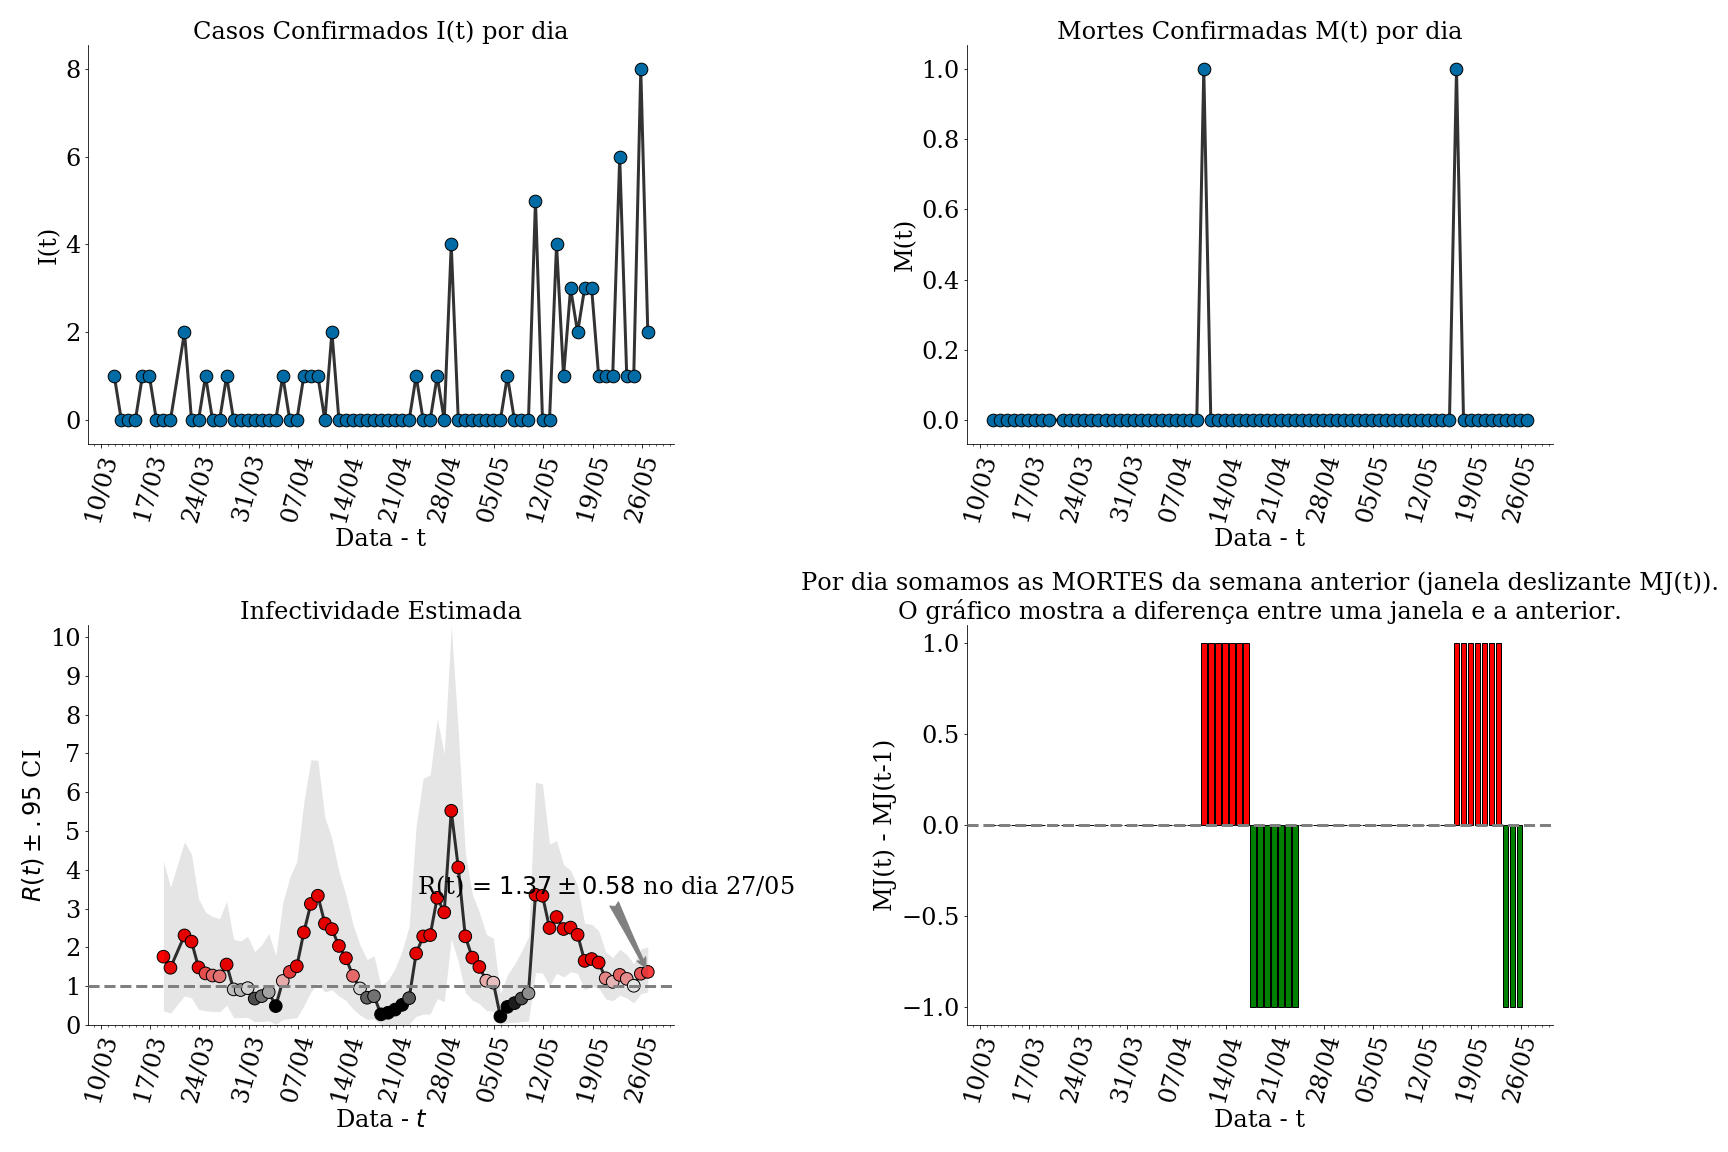 Casos Confirmados I(t) por dia
I(t)
8
6
4
2
0
10/03 17/03 24/03 31/03 07/04 14/04 21/04 28/04 05/05 12/05 19/05 26/05
Data - t
Mortes Confirmadas M(t) por dia
M(t)
1.0
0.8
0.6
0.4
0.2
0.0
10/03 17/03 24/03 31/03 07/04 14/04 21/04 28/04 05/05 12/05 19/05 26/05
Data - t
Infectividade Estimada
R(t) ± .95 CI
10
9
8
7
6
5
4
3
2
1
0
R(t) = 1.37 ± 0.58 no dia 27/05
10/03 17/03 24/03 31/03 07/04 14/04 21/04 28/04 05/05 12/05 19/05 26/05
Data - t
Por dia somamos as MORTES da semana anterior (janela deslizante MJ(t)).
O gráfico mostra a diferença entre uma janela e a anterior.
MJ(t) - MJ(t-1)
1.0
0.5
0.0
−0.5
−1.0
10/03 17/03 24/03 31/03 07/04 14/04 21/04 28/04 05/05 12/05 19/05 26/05
Data - t